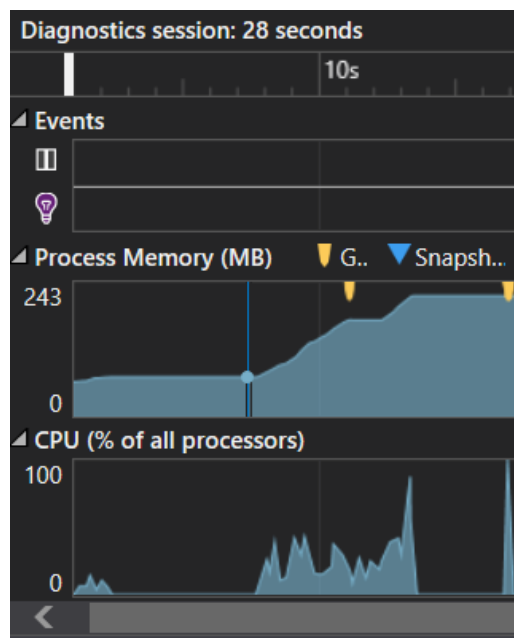 Diagnostics session: 28 seconds
10s
Events
Process Memory (MB) G.. Snapsh...
243
0
CPU (% of all processors)
100
0